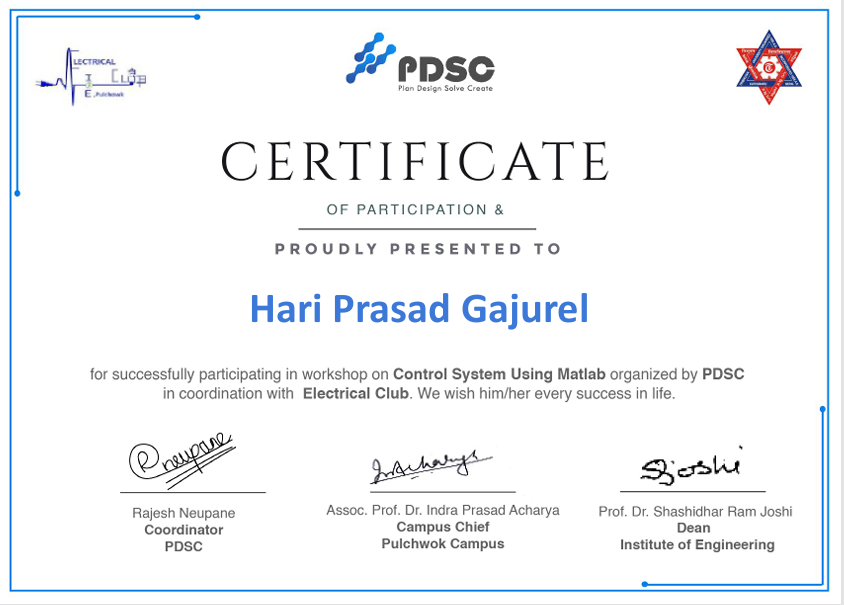 LECTRICAL
CLUB
I
E , Pulchowk
PDSC
Plan Design Solve Create
CERTIFICATE
OF PARTICIPATION &
PROUDLY PRESENTED TO
Hari Prasad Gajurel
for successfully participating in workshop on Control System Using Matlab organized by PDSC
in coordination with Electrical Club. We wish him/her every success in life.
Rneupane
Sjoshi
Rajesh Neupane
Coordinator
PDSC
Assoc. Prof. Dr. Indra Prasad Acharya
Campus Chief
Pulchwok Campus
Prof. Dr. Shashidhar Ram Joshi
Dean
Institute of Engineering